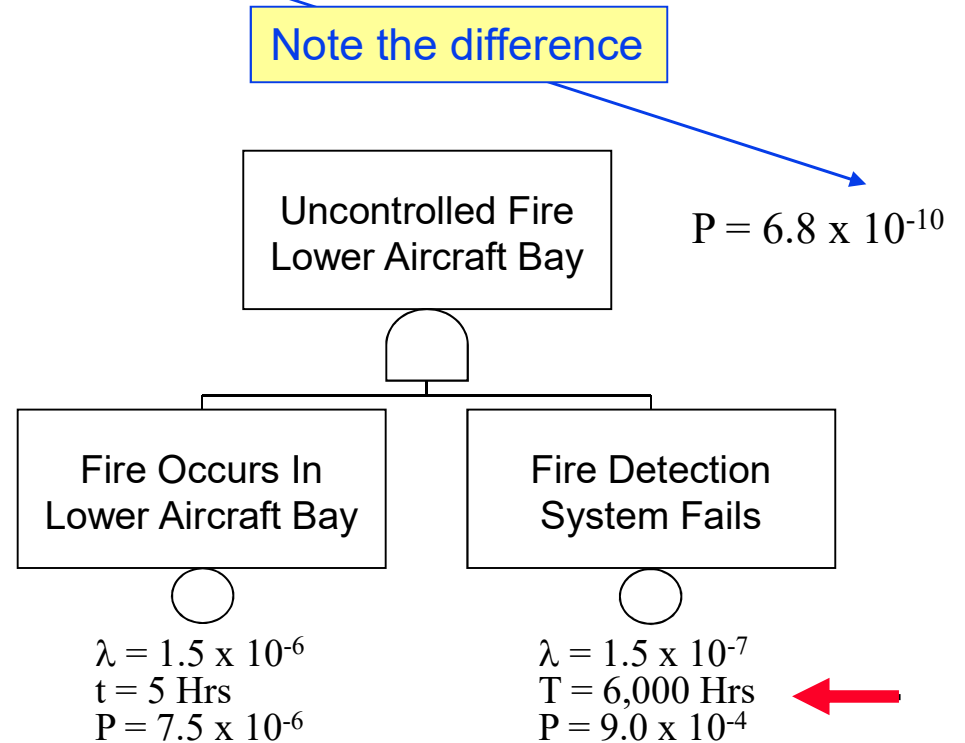 Note the difference
Uncontrolled Fire
Lower Aircraft Bay
P = 6.8 x 10⁻¹⁰
Fire Occurs In
Lower Aircraft Bay
Fire Detection
System Fails
λ = 1.5 x 10⁻⁶
t = 5 Hrs
P = 7.5 x 10⁻⁶
λ = 1.5 x 10⁻⁷
T = 6,000 Hrs
P = 9.0 x 10⁻⁴